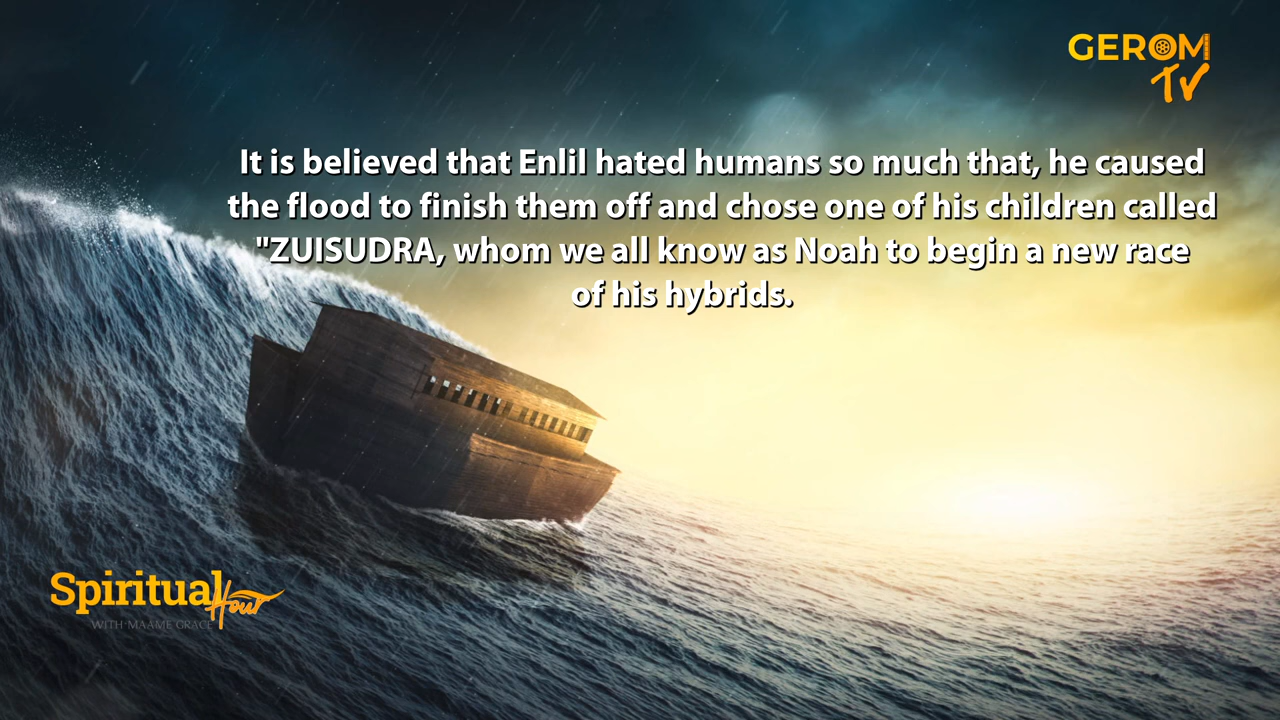 GEROM
TV
It is believed that Enlil hated humans so much that, he caused
the flood to finish them off and chose one of his children called
"ZUISUDRA, whom we all know as Noah to begin a new race
of his hybrids.
Spiritual
Hour
WITH MAAME GRACE